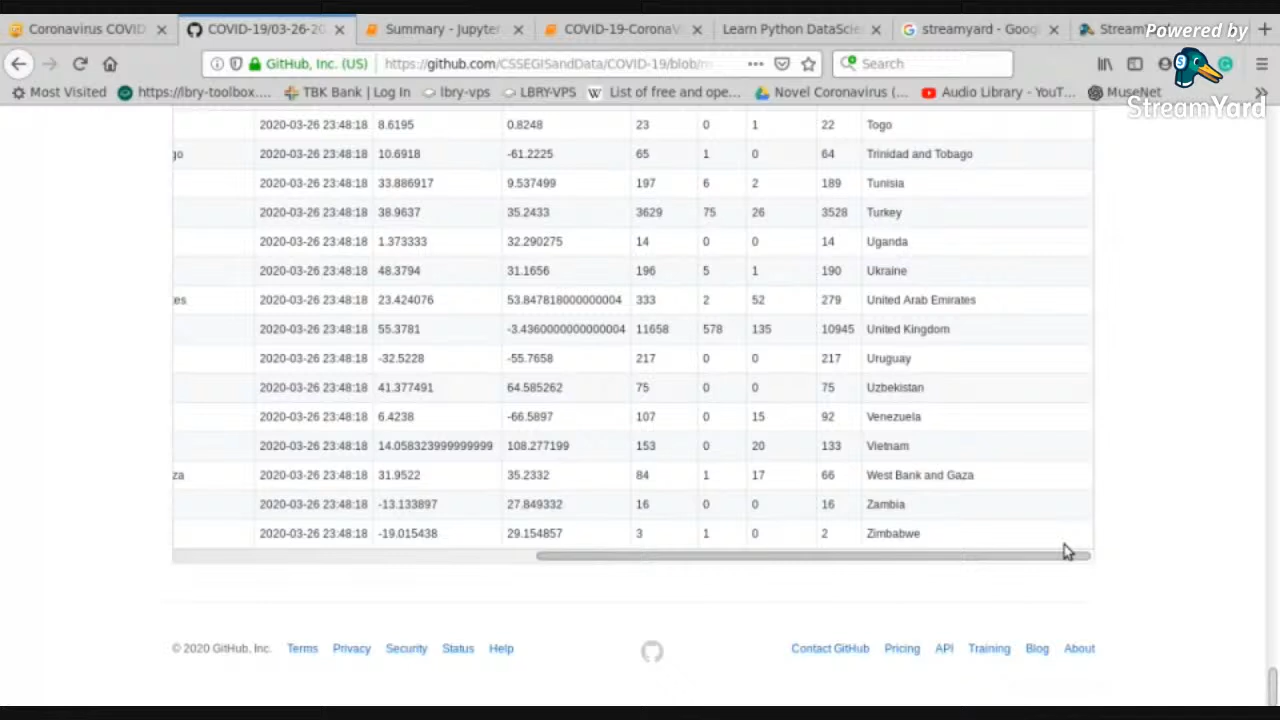 Coronavirus COVID COVID-19/03-26-20 Summary - Jupyter COVID-19-CoronaV Learn Python DataScie streamyard - Goog Stream
Powered by
GitHub, Inc. (US) https://github.com/CSSEGISandData/COVID-19/blob/m Search
Most Visited https://lbry-toolbox.... TBK Bank | Log In lbry-vps LBRY-VPS List of free and ope... Novel Coronavirus (... Audio Library - YouT... MuseNet
StreamYard
2020-03-26 23:48:18 8.6195 0.8248 23 0 1 22 Togo
go 2020-03-26 23:48:18 10.6918 -61.2225 65 1 0 64 Trinidad and Tobago
2020-03-26 23:48:18 33.886917 9.537499 197 6 2 189 Tunisia
2020-03-26 23:48:18 38.9637 35.2433 3629 75 26 3528 Turkey
2020-03-26 23:48:18 1.373333 32.290275 14 0 0 14 Uganda
2020-03-26 23:48:18 48.3794 31.1656 196 5 1 190 Ukraine
es 2020-03-26 23:48:18 23.424076 53.847818000000004 333 2 52 279 United Arab Emirates
2020-03-26 23:48:18 55.3781 -3.4360000000000004 11658 578 135 10945 United Kingdom
2020-03-26 23:48:18 -32.5228 -55.7658 217 0 0 217 Uruguay
2020-03-26 23:48:18 41.377491 64.585262 75 0 0 75 Uzbekistan
2020-03-26 23:48:18 6.4238 -66.5897 107 0 15 92 Venezuela
2020-03-26 23:48:18 14.058323999999999 108.277199 153 0 20 133 Vietnam
za 2020-03-26 23:48:18 31.9522 35.2332 84 1 17 66 West Bank and Gaza
2020-03-26 23:48:18 -13.133897 27.849332 16 0 0 16 Zambia
2020-03-26 23:48:18 -19.015438 29.154857 3 1 0 2 Zimbabwe
© 2020 GitHub, Inc. Terms Privacy Security Status Help Contact GitHub Pricing API Training Blog About